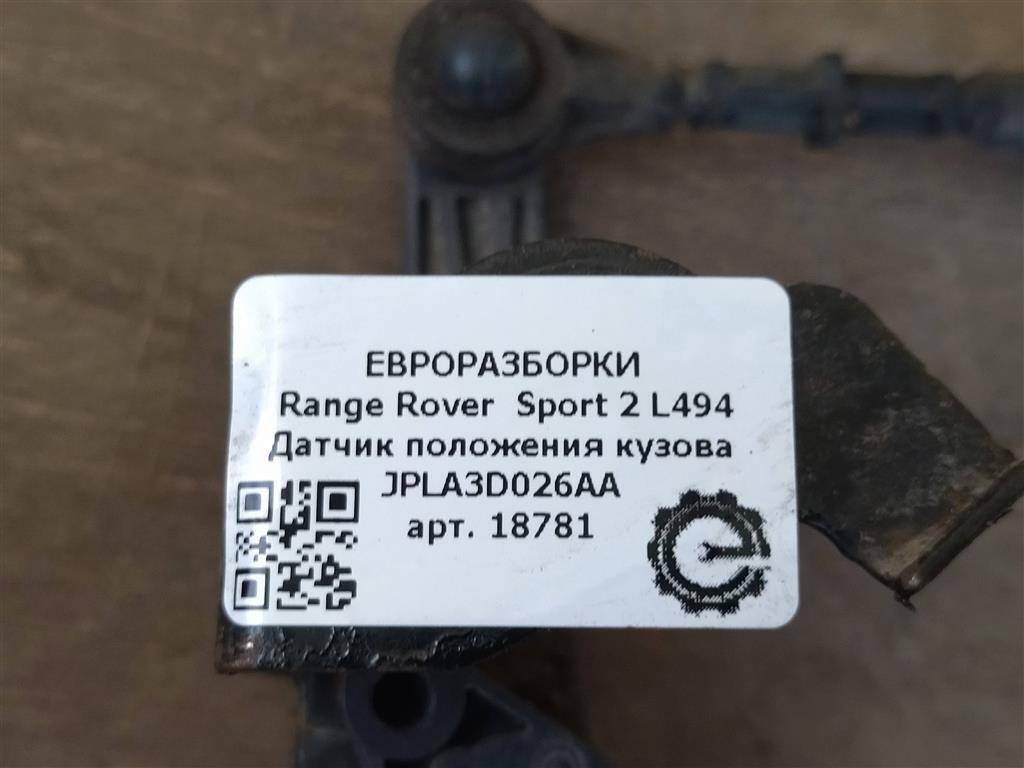 ЕВРОРАЗБОРКИ
Range Rover Sport 2 L494
Датчик положения кузова
JPLA3D026AA
арт. 18781